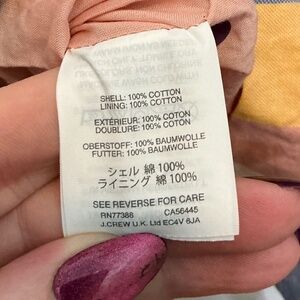 SHELL: 100% COTTON
LINING: 100% COTTON
EXTÉRIEUR: 100% COTON
DOUBLURE: 100% COTON
OBERSTOFF: 100% BAUMWOLLE
FUTTER: 100% BAUMWOLLE
シェル 綿 100%
ライニング 綿 100%
SEE REVERSE FOR CARE
RN77388 CA56445
J.CREW U.K. Ltd EC4V 6JA